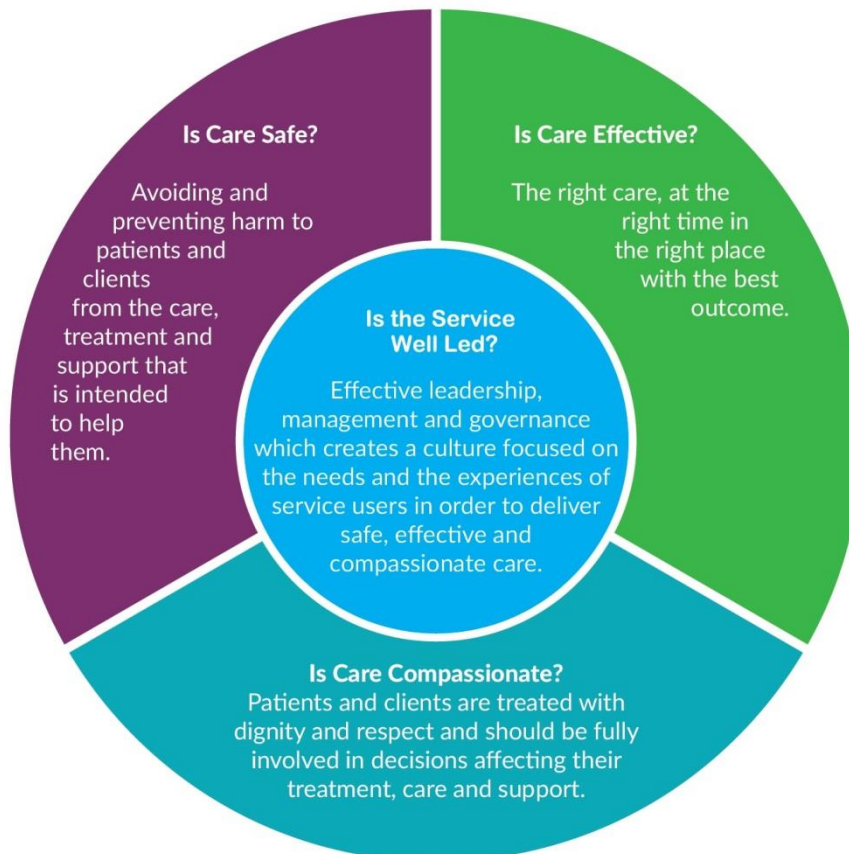 Is Care Safe?
Avoiding and
preventing harm to
patients and
clients
from the care,
treatment and
support that
is intended
to help
them.
Is Care Effective?
The right care, at the
right time in
the right place
with the best
outcome.
Is the Service
Well Led?
Effective leadership,
management and governance
which creates a culture focused on
the needs and the experiences of
service users in order to deliver
safe, effective and
compassionate care.
Is Care Compassionate?
Patients and clients are treated with
dignity and respect and should be fully
involved in decisions affecting their
treatment, care and support.